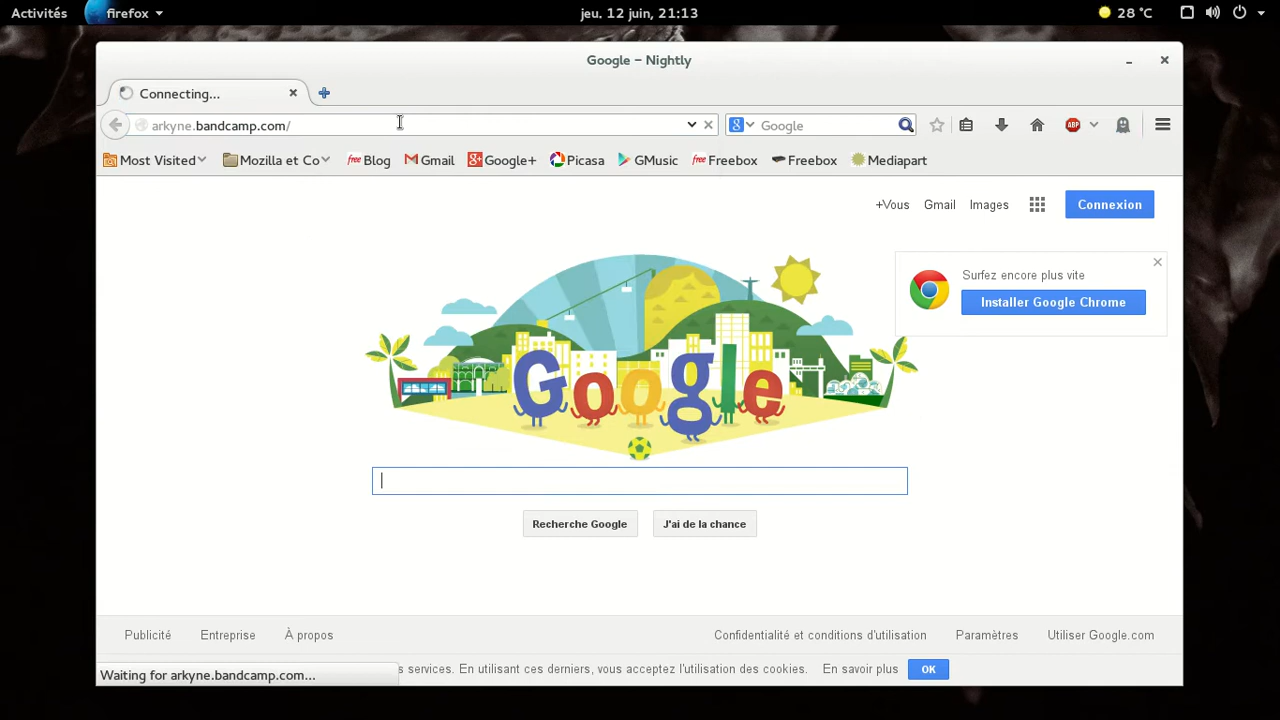 Activités firefox jeu. 12 juin, 21:13 28 °C
Google – Nightly
Connecting...
arkyne.bandcamp.com/ Google ABP
Most Visited Mozilla et Co free Blog Gmail Google+ Picasa GMusic free Freebox Freebox Mediapart
+Vous Gmail Images Connexion
Surfez encore plus vite
Installer Google Chrome
Google
Recherche Google J'ai de la chance
Publicité Entreprise À propos Confidentialité et conditions d'utilisation Paramètres Utiliser Google.com
s services. En utilisant ces derniers, vous acceptez l'utilisation des cookies. En savoir plus OK
Waiting for arkyne.bandcamp.com...